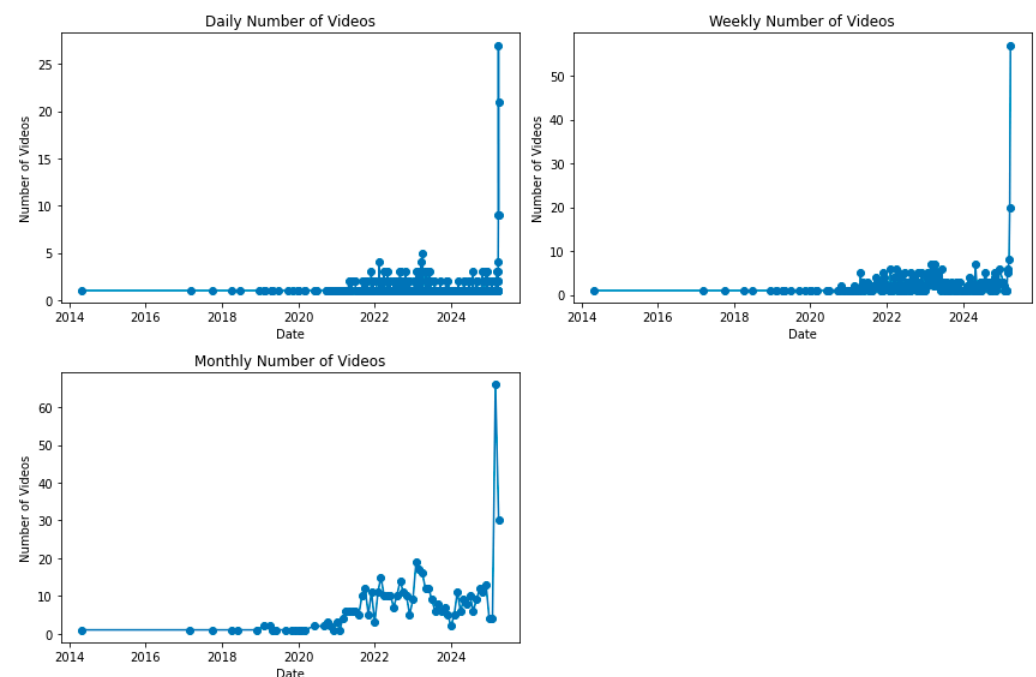 Daily Number of Videos
Number of Videos
25
20
15
10
5
0
2014 2016 2018 2020 2022 2024
Date
Weekly Number of Videos
Number of Videos
50
40
30
20
10
0
2014 2016 2018 2020 2022 2024
Date
Monthly Number of Videos
Number of Videos
60
50
40
30
20
10
0
2014 2016 2018 2020 2022 2024
Date